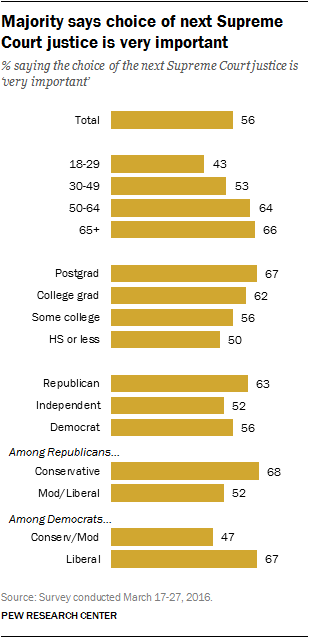 Majority says choice of next Supreme
Court justice is very important
% saying the choice of the next Supreme Court justice is
‘very important’
Total 56
18-29 43
30-49 53
50-64 64
65+ 66
Postgrad 67
College grad 62
Some college 56
HS or less 50
Republican 63
Independent 52
Democrat 56
Among Republicans...
Conservative 68
Mod/Liberal 52
Among Democrats...
Conserv/Mod 47
Liberal 67
Source: Survey conducted March 17-27, 2016.
PEW RESEARCH CENTER